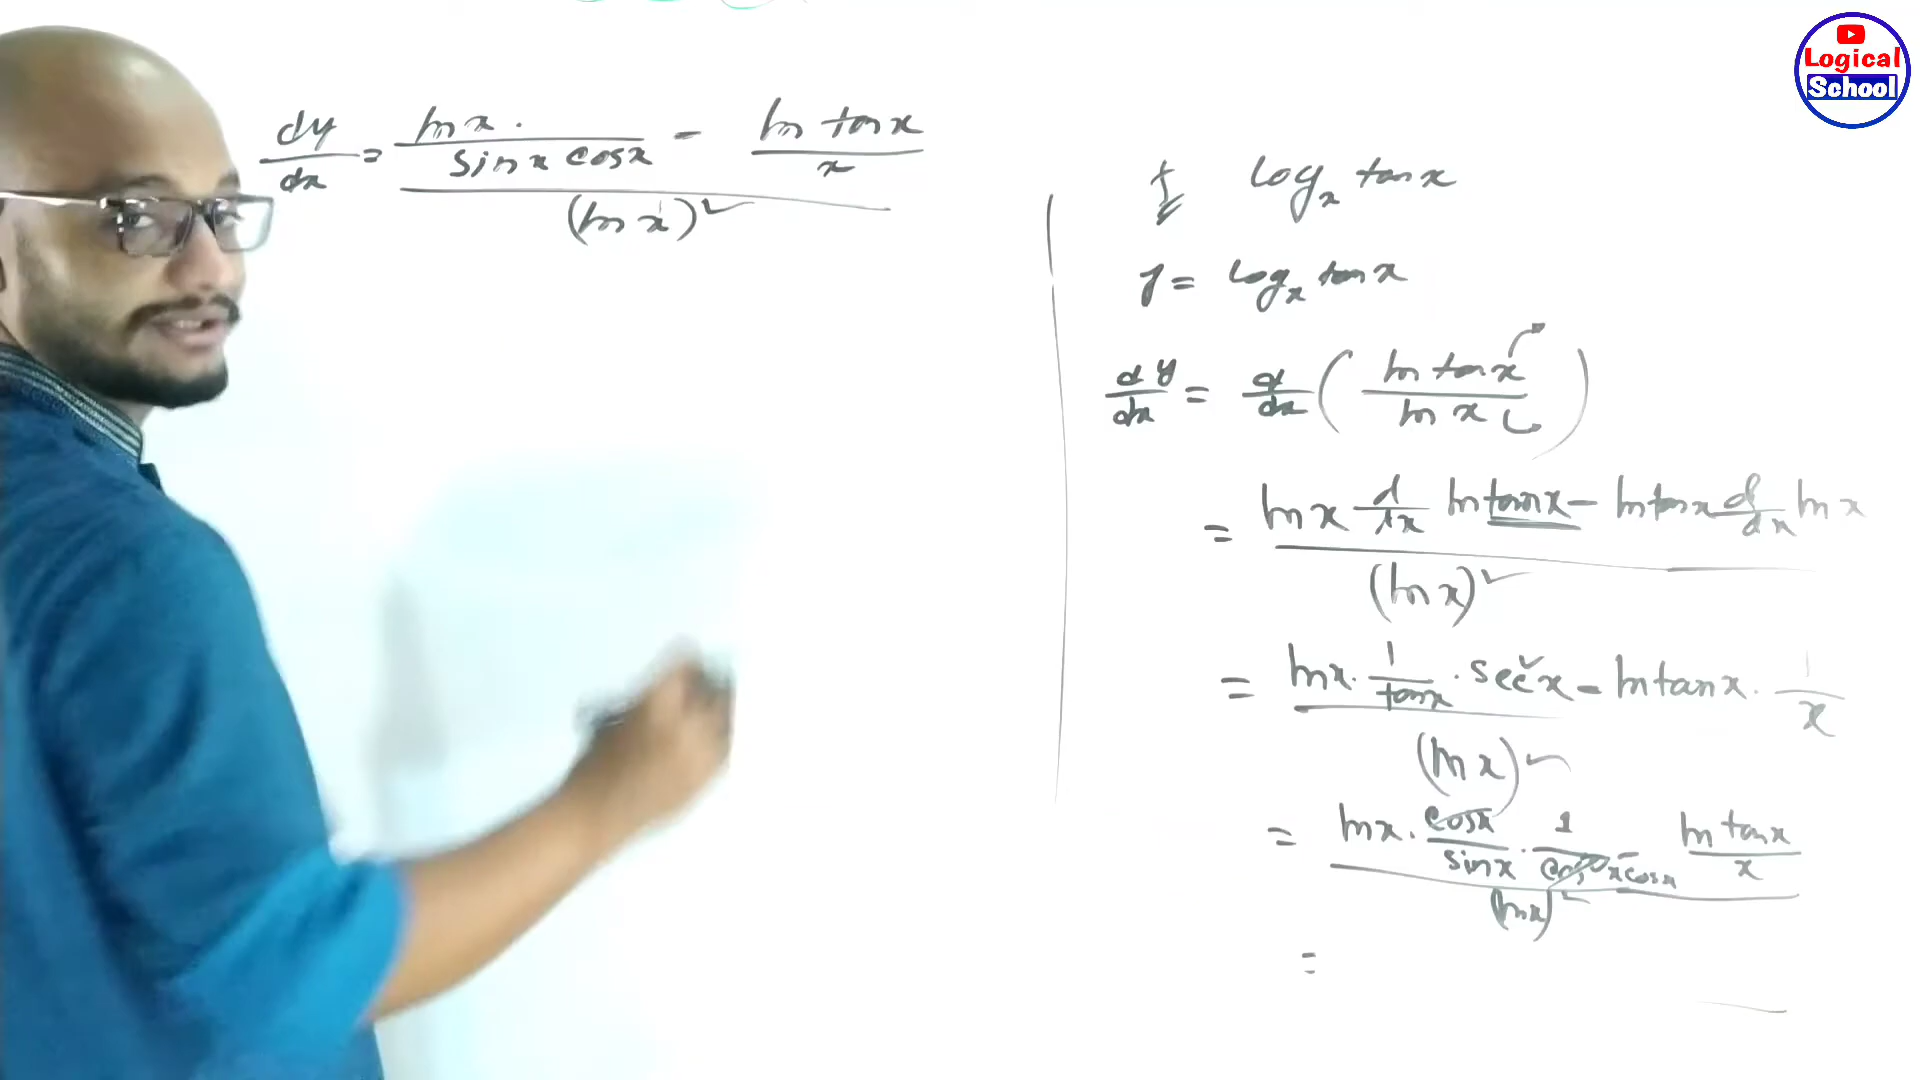 dy/dx = (ln x · / sin x cos x − ln tan x / x) / (ln x)²
Logical
School
log_x tan x
y = log_x tan x
dy/dx = d/dx ( ln tan x / ln x )
= (ln x d/dx ln tan x − ln tan x d/dx ln x) / (ln x)²
= (ln x · 1/tan x · sec²x − ln tan x · 1/x) / (ln x)²
= (ln x · cos x / sin x · 1 / cos x − ln tan x / x) / (ln x)²
=